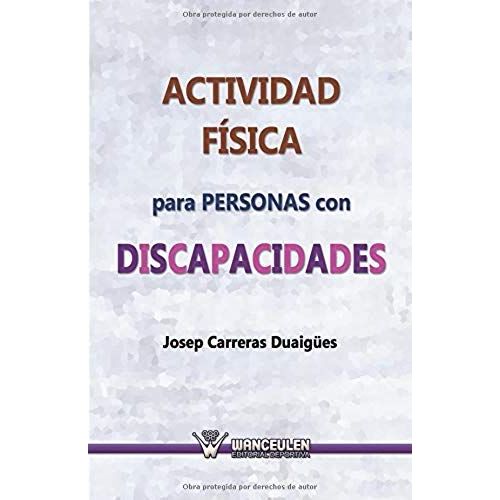 Obra protegida por derechos de autor
ACTIVIDAD
FÍSICA
para PERSONAS con
DISCAPACIDADES
Josep Carreras Duaigües
WANCEULEN
EDITORIAL DEPORTIVA
Obra protegida por derechos de autor